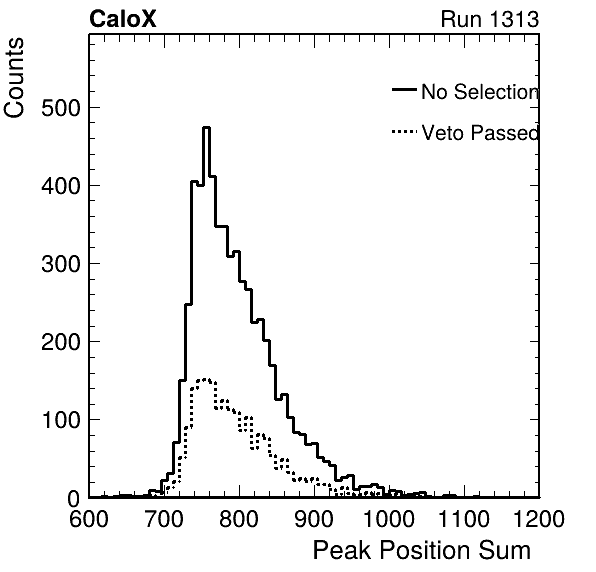 CaloX Run 1313
Counts
No Selection
Veto Passed
500
400
300
200
100
0
600 700 800 900 1000 1100 1200
Peak Position Sum